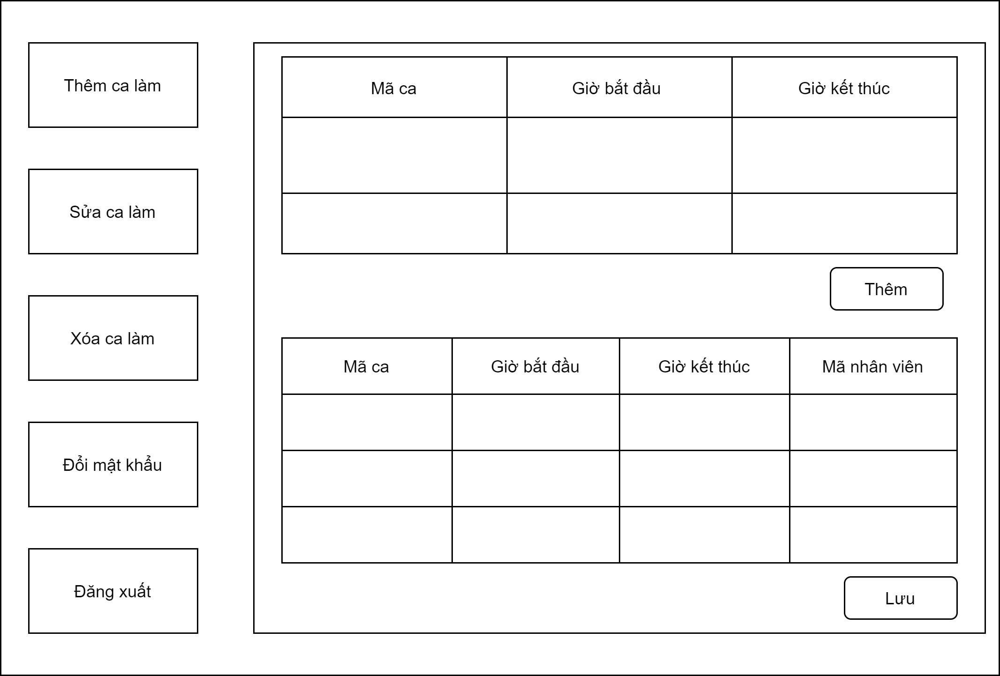 Thêm ca làm
Sửa ca làm
Xóa ca làm
Đổi mật khẩu
Đăng xuất
Mã ca
Giờ bắt đầu
Giờ kết thúc
Thêm
Mã ca
Giờ bắt đầu
Giờ kết thúc
Mã nhân viên
Lưu